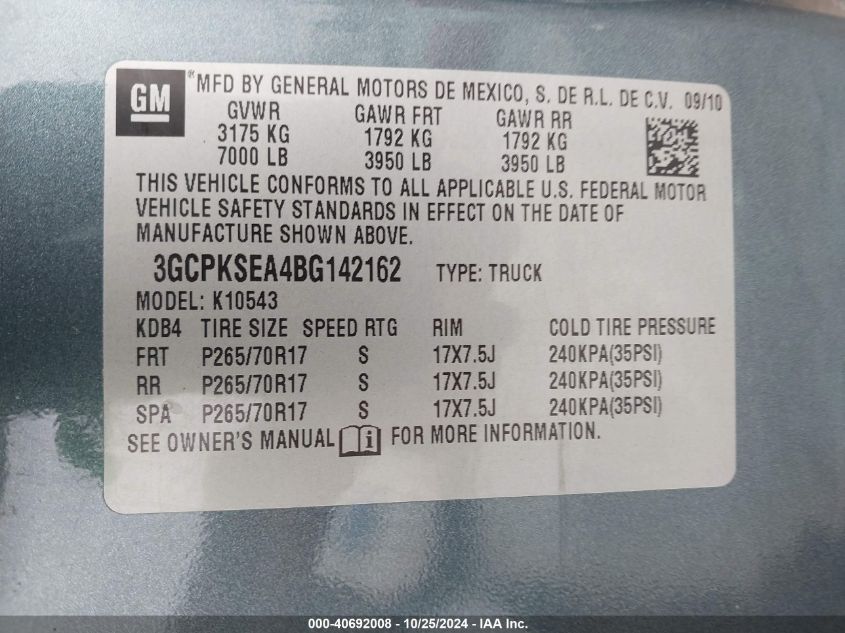 GM ® MFD BY GENERAL MOTORS DE MEXICO, S. DE R.L. DE C.V. 09/10
GVWR GAWR FRT GAWR RR
3175 KG 1792 KG 1792 KG
7000 LB 3950 LB 3950 LB
THIS VEHICLE CONFORMS TO ALL APPLICABLE U.S. FEDERAL MOTOR
VEHICLE SAFETY STANDARDS IN EFFECT ON THE DATE OF
MANUFACTURE SHOWN ABOVE.
3GCPKSEA4BG142162 TYPE: TRUCK
MODEL: K10543
KDB4 TIRE SIZE SPEED RTG RIM COLD TIRE PRESSURE
FRT P265/70R17 S 17X7.5J 240KPA(35PSI)
RR P265/70R17 S 17X7.5J 240KPA(35PSI)
SPA P265/70R17 S 17X7.5J 240KPA(35PSI)
SEE OWNER'S MANUAL i FOR MORE INFORMATION.
000-40692008 - 10/25/2024 - IAA Inc.